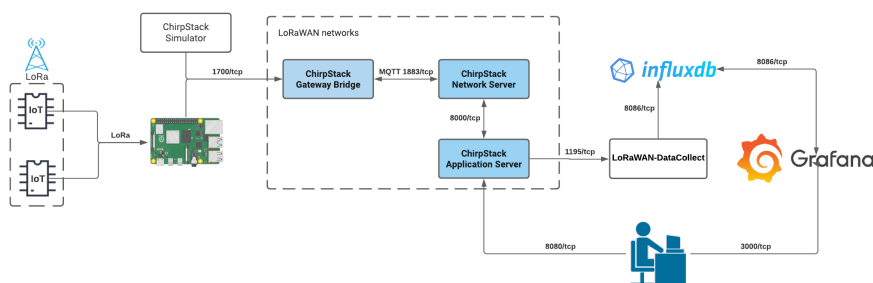 ChirpStack
Simulator
LoRaWAN networks
LoRa
IoT
IoT
LoRa
1700/tcp
ChirpStack
Gateway Bridge
MQTT 1883/tcp
ChirpStack
Network Server
8000/tcp
ChirpStack
Application Server
1195/tcp
LoRaWAN-DataCollect
8086/tcp
influxdb
8086/tcp
Grafana
8080/tcp
3000/tcp